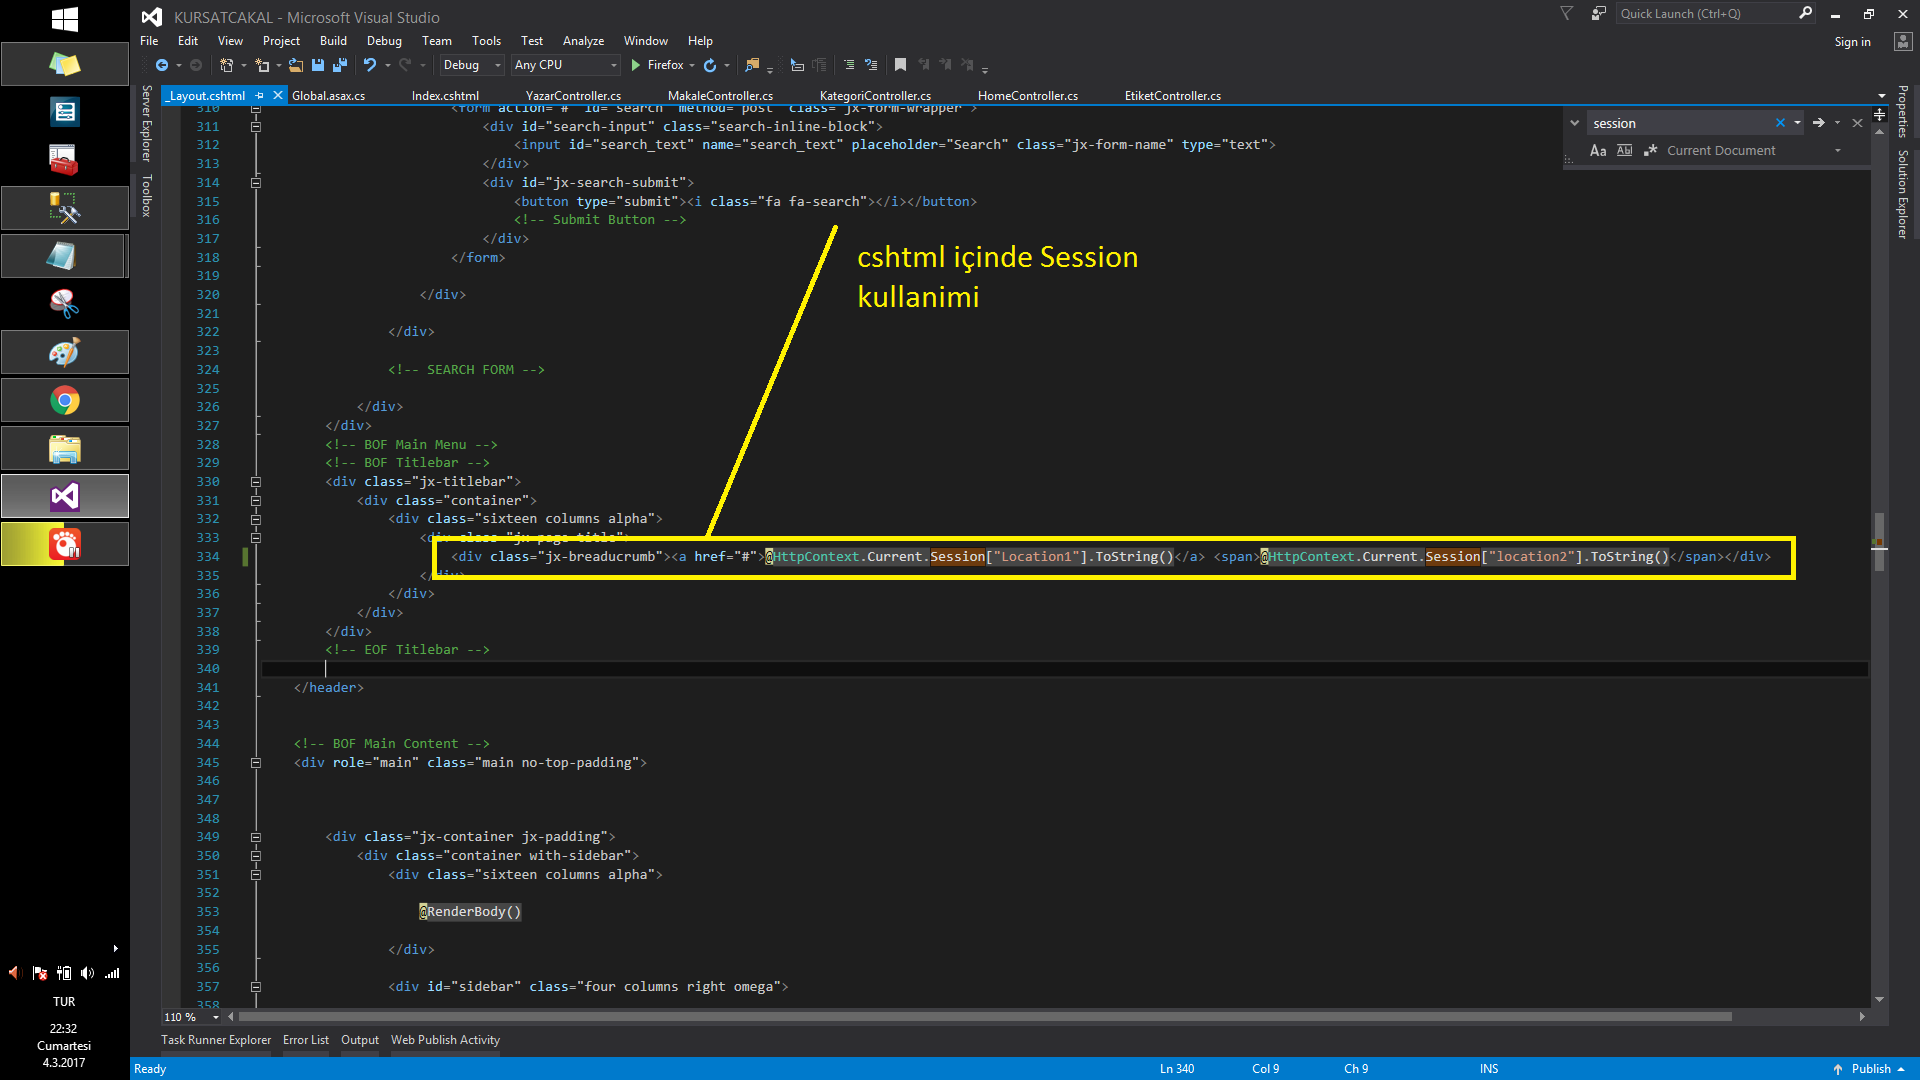 KURSATCAKAL - Microsoft Visual Studio
Quick Launch (Ctrl+Q)
File Edit View Project Build Debug Team Tools Test Analyze Window Help
Sign in
Debug Any CPU Firefox
_Layout.cshtml Global.asax.cs Index.cshtml YazarController.cs MakaleController.cs KategoriController.cs HomeController.cs EtiketController.cs
Server Explorer
Toolbox
Properties
Solution Explorer
session
Aa Abl Current Document
310 <form action="#" id="search" method="post" class="jx-form-wrapper">
311 <div id="search-input" class="search-inline-block">
312 <input id="search_text" name="search_text" placeholder="Search" class="jx-form-name" type="text">
313 </div>
314 <div id="jx-search-submit">
315 <button type="submit"><i class="fa fa-search"></i></button>
316 <!-- Submit Button -->
317 </div>
318 </form>
319
320 </div>
321
322 </div>
323
324 <!-- SEARCH FORM -->
325
326 </div>
327 </div>
328 <!-- BOF Main Menu -->
329 <!-- BOF Titlebar -->
330 <div class="jx-titlebar">
331 <div class="container">
332 <div class="sixteen columns alpha">
333 <div class="jx-page-title">
334 <div class="jx-breaducrumb"><a href="#">@HttpContext.Current.Session["Location1"].ToString()</a> <span>@HttpContext.Current.Session["location2"].ToString()</span></div>
335 </div>
336 </div>
337 </div>
338 </div>
339 <!-- EOF Titlebar -->
340
341 </header>
342
343
344 <!-- BOF Main Content -->
345 <div role="main" class="main no-top-padding">
346
347
348
349 <div class="jx-container jx-padding">
350 <div class="container with-sidebar">
351 <div class="sixteen columns alpha">
352
353 @RenderBody()
354
355 </div>
356
357 <div id="sidebar" class="four columns right omega">
358
cshtml içinde Session
kullanimi
110 %
Task Runner Explorer Error List Output Web Publish Activity
Ready Ln 340 Col 9 Ch 9 INS Publish
TUR
22:32
Cumartesi
4.3.2017